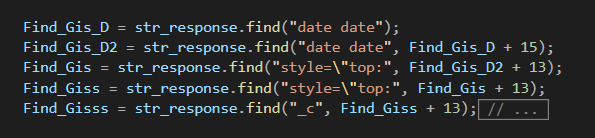 Find_Gis_D = str_response.find("date date");
Find_Gis_D2 = str_response.find("date date", Find_Gis_D + 15);
Find_Gis = str_response.find("style=\"top:", Find_Gis_D2 + 13);
Find_Giss = str_response.find("style=\"top:", Find_Gis + 13);
Find_Gisss = str_response.find("_c", Find_Giss + 13); // ...